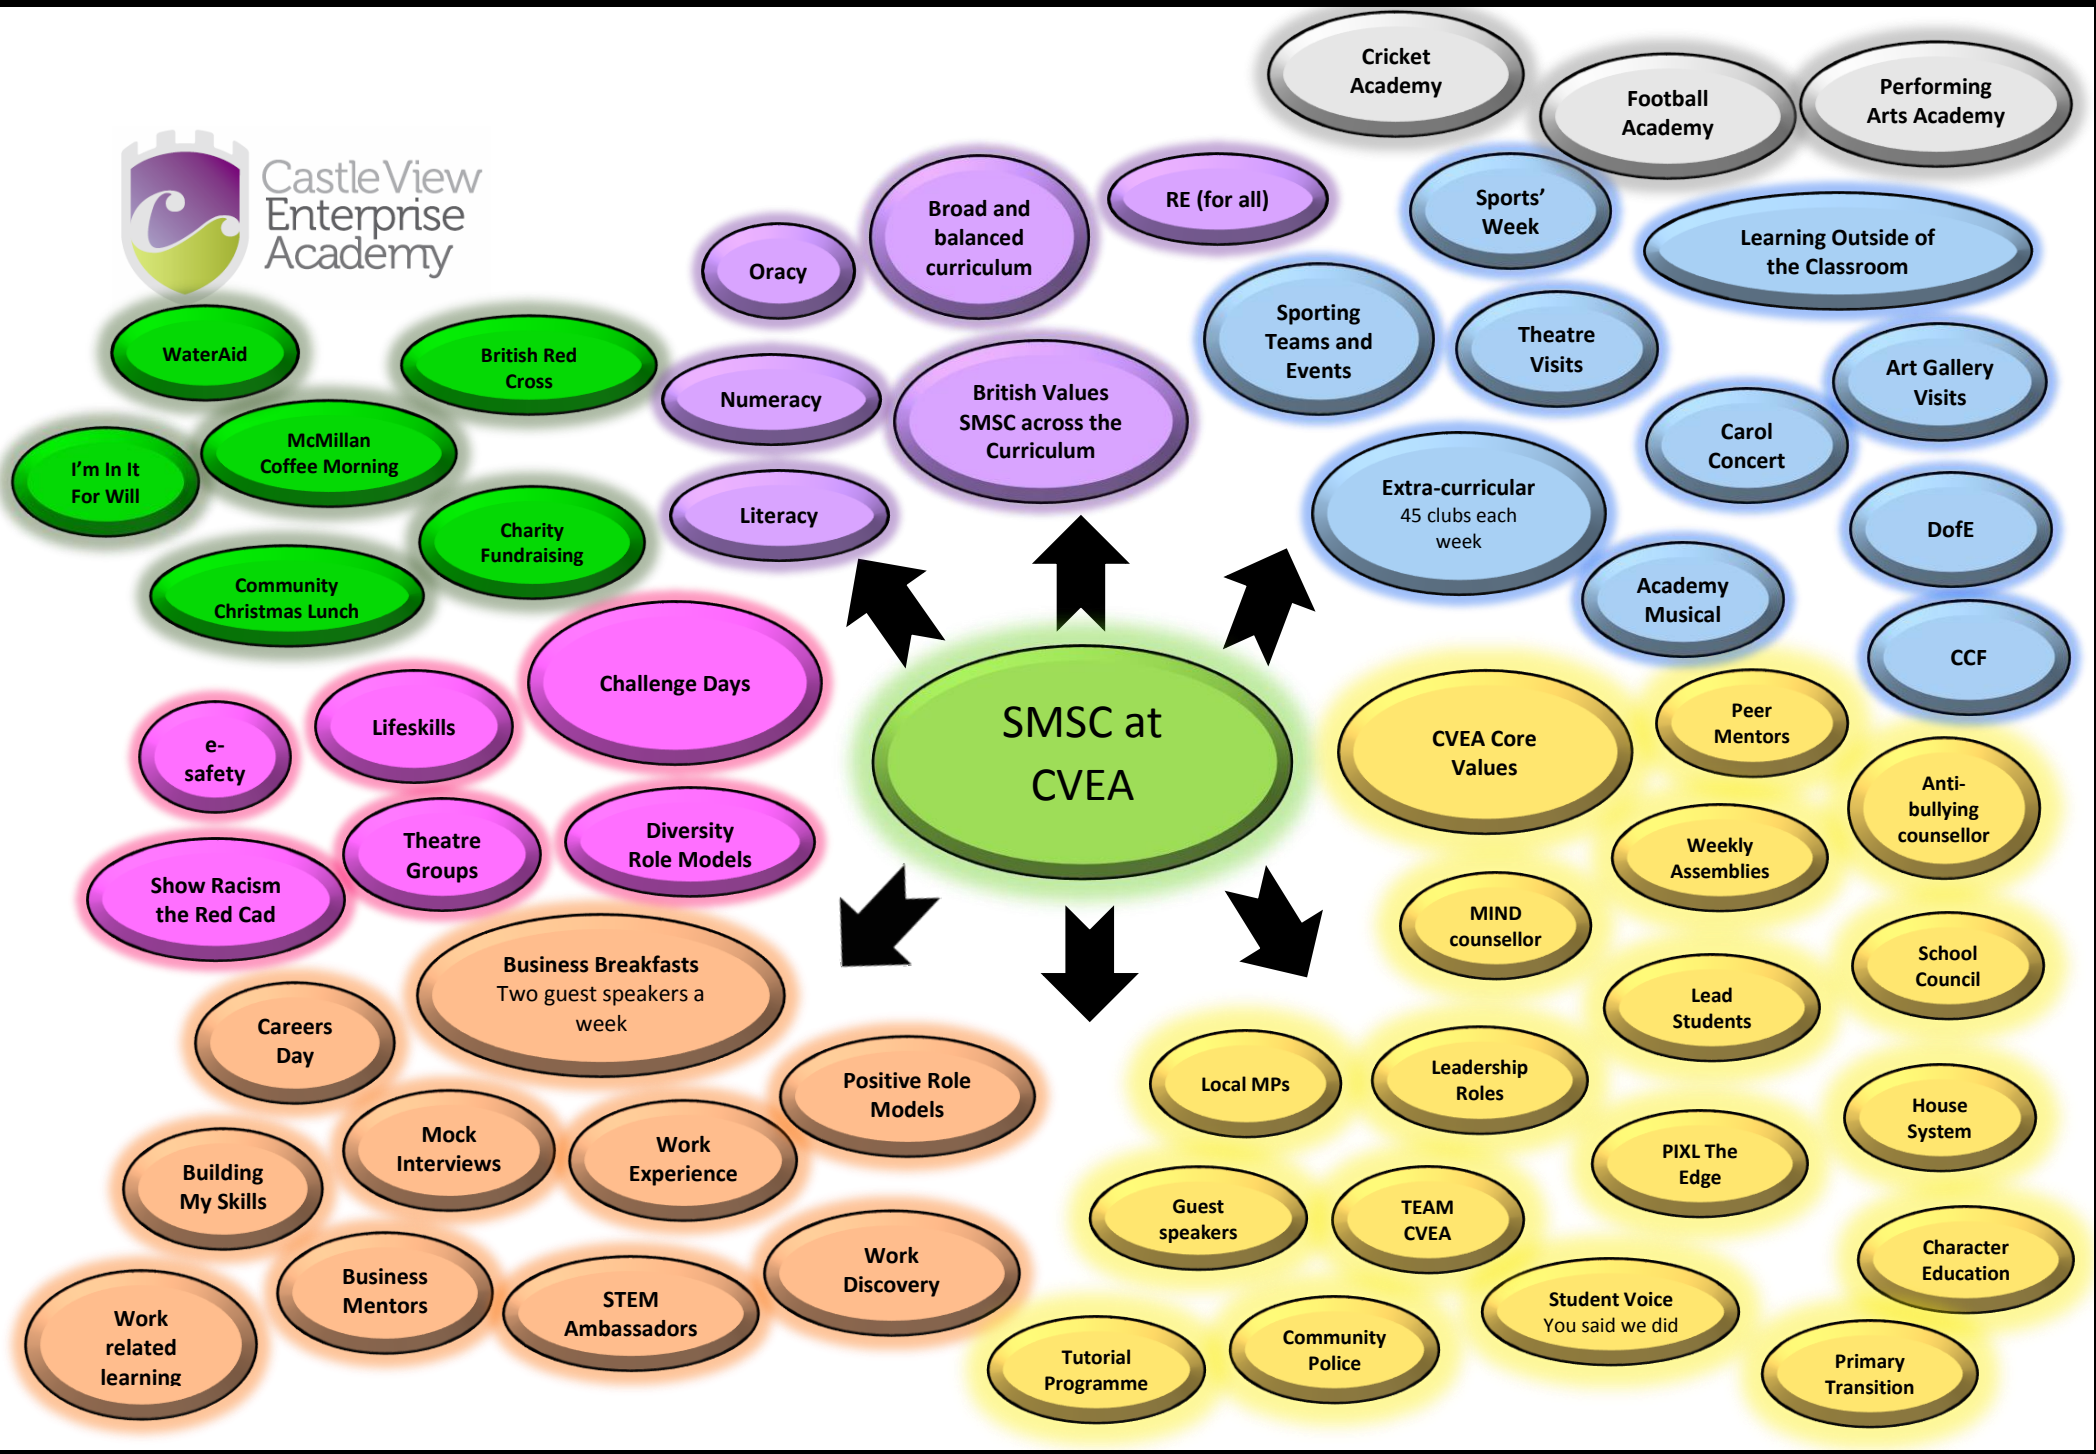 Castle View
Enterprise
Academy
Cricket
Academy
Football
Academy
Performing
Arts Academy
Oracy
Broad and
balanced
curriculum
RE (for all)
Numeracy
British Values
SMSC across the
Curriculum
Literacy
Sports’
Week
Learning Outside of
the Classroom
Sporting
Teams and
Events
Theatre
Visits
Art Gallery
Visits
Carol
Concert
Extra-curricular
45 clubs each
week
DofE
Academy
Musical
CCF
WaterAid
British Red
Cross
McMillan
Coffee Morning
I’m In It
For Will
Charity
Fundraising
Community
Christmas Lunch
Challenge Days
Lifeskills
e-
safety
Theatre
Groups
Diversity
Role Models
Show Racism
the Red Cad
SMSC at
CVEA
CVEA Core
Values
Peer
Mentors
Anti-
bullying
counsellor
Weekly
Assemblies
MIND
counsellor
School
Council
Lead
Students
Local MPs
Leadership
Roles
House
System
PIXL The
Edge
Guest
speakers
TEAM
CVEA
Character
Education
Student Voice
You said we did
Tutorial
Programme
Community
Police
Primary
Transition
Business Breakfasts
Two guest speakers a
week
Careers
Day
Positive Role
Models
Mock
Interviews
Work
Experience
Building
My Skills
Work
Discovery
Business
Mentors
STEM
Ambassadors
Work
related
learning